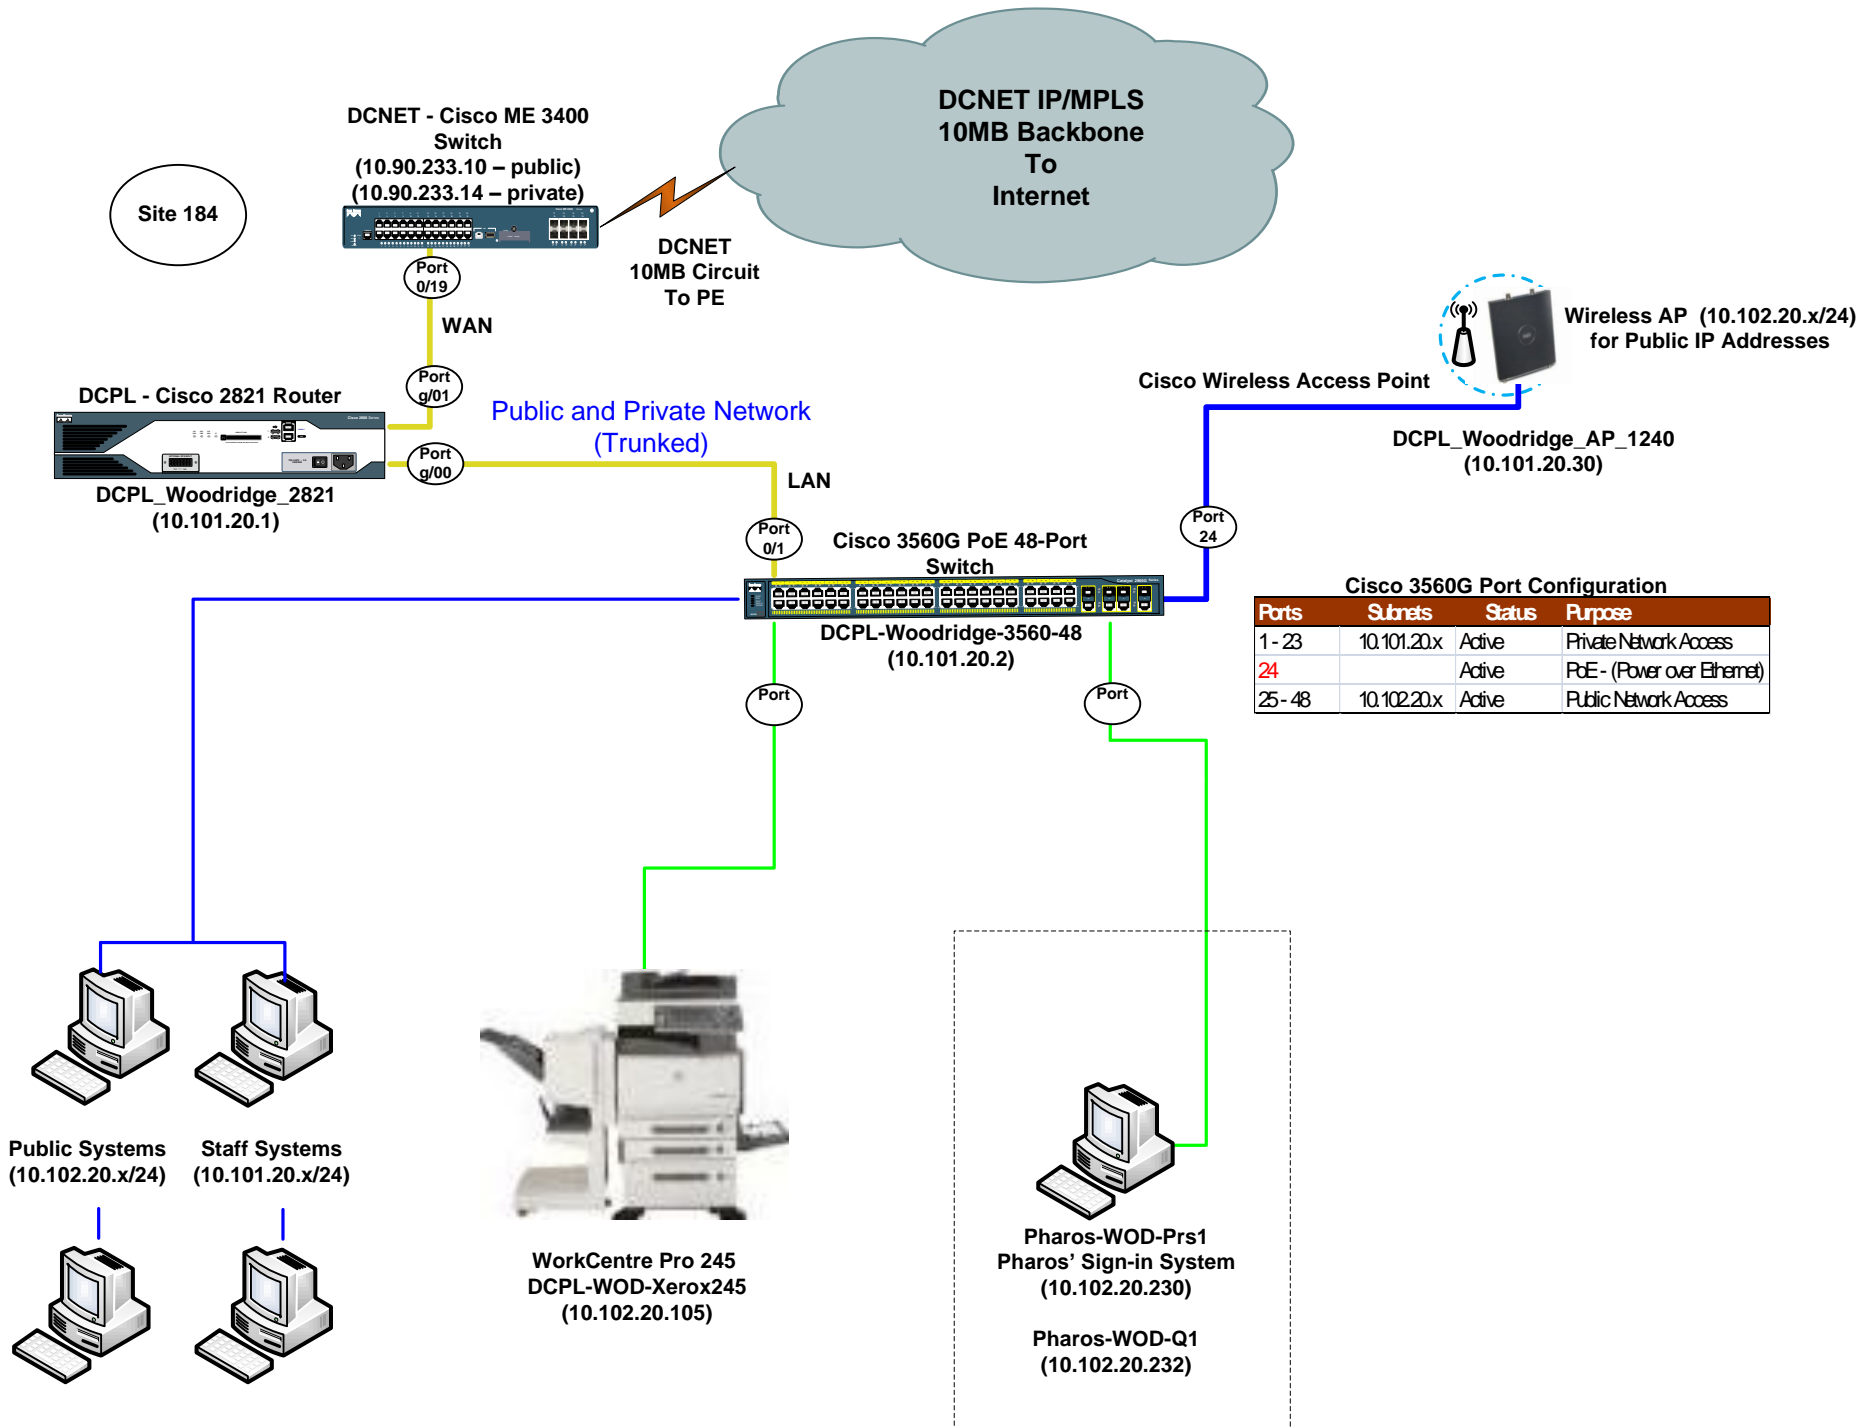 DCNET IP/MPLS
10MB Backbone
To
Internet
DCNET - Cisco ME 3400
Switch
(10.90.233.10 – public)
(10.90.233.14 – private)
Site 184
DCNET
10MB Circuit
To PE
Port
0/19
WAN
Port
g/01
DCPL - Cisco 2821 Router
Public and Private Network
(Trunked)
Port
g/00
LAN
DCPL_Woodridge_2821
(10.101.20.1)
Wireless AP (10.102.20.x/24)
for Public IP Addresses
Cisco Wireless Access Point
DCPL_Woodridge_AP_1240
(10.101.20.30)
Port
24
Port
0/1
Cisco 3560G PoE 48-Port
Switch
DCPL-Woodridge-3560-48
(10.101.20.2)
Cisco 3560G Port Configuration
Ports Subnets Status Purpose
1 - 23 10.101.20.x Active Private Network Access
24 Active PoE - (Power over Ethernet)
25 - 48 10.102.20.x Active Public Network Access
Port
Port
Public Systems
(10.102.20.x/24)
Staff Systems
(10.101.20.x/24)
WorkCentre Pro 245
DCPL-WOD-Xerox245
(10.102.20.105)
Pharos-WOD-Prs1
Pharos’ Sign-in System
(10.102.20.230)
Pharos-WOD-Q1
(10.102.20.232)